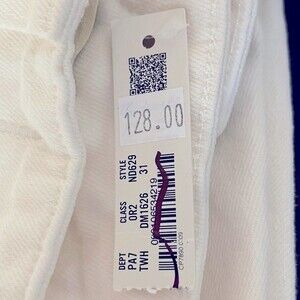 128.00
DEPT CLASS STYLE
PA7 OR2 ND629
TWH DM1626 31